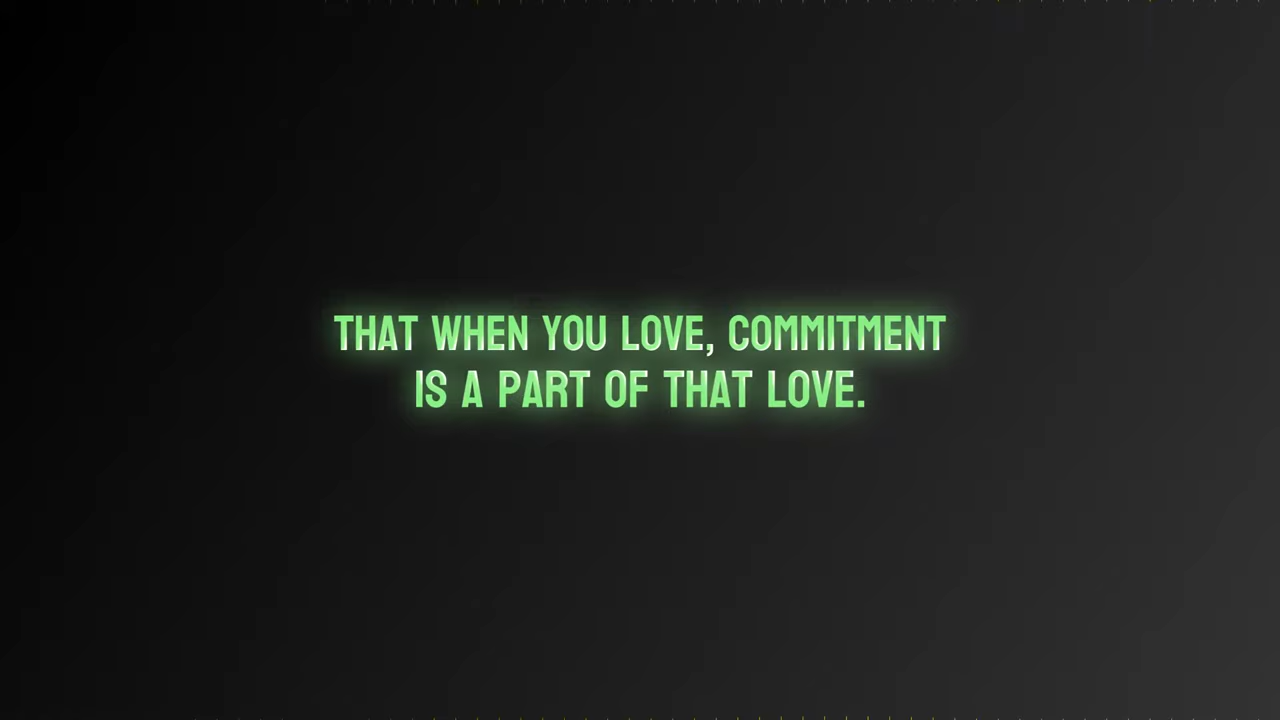 THAT WHEN YOU LOVE, COMMITMENT
IS A PART OF THAT LOVE.